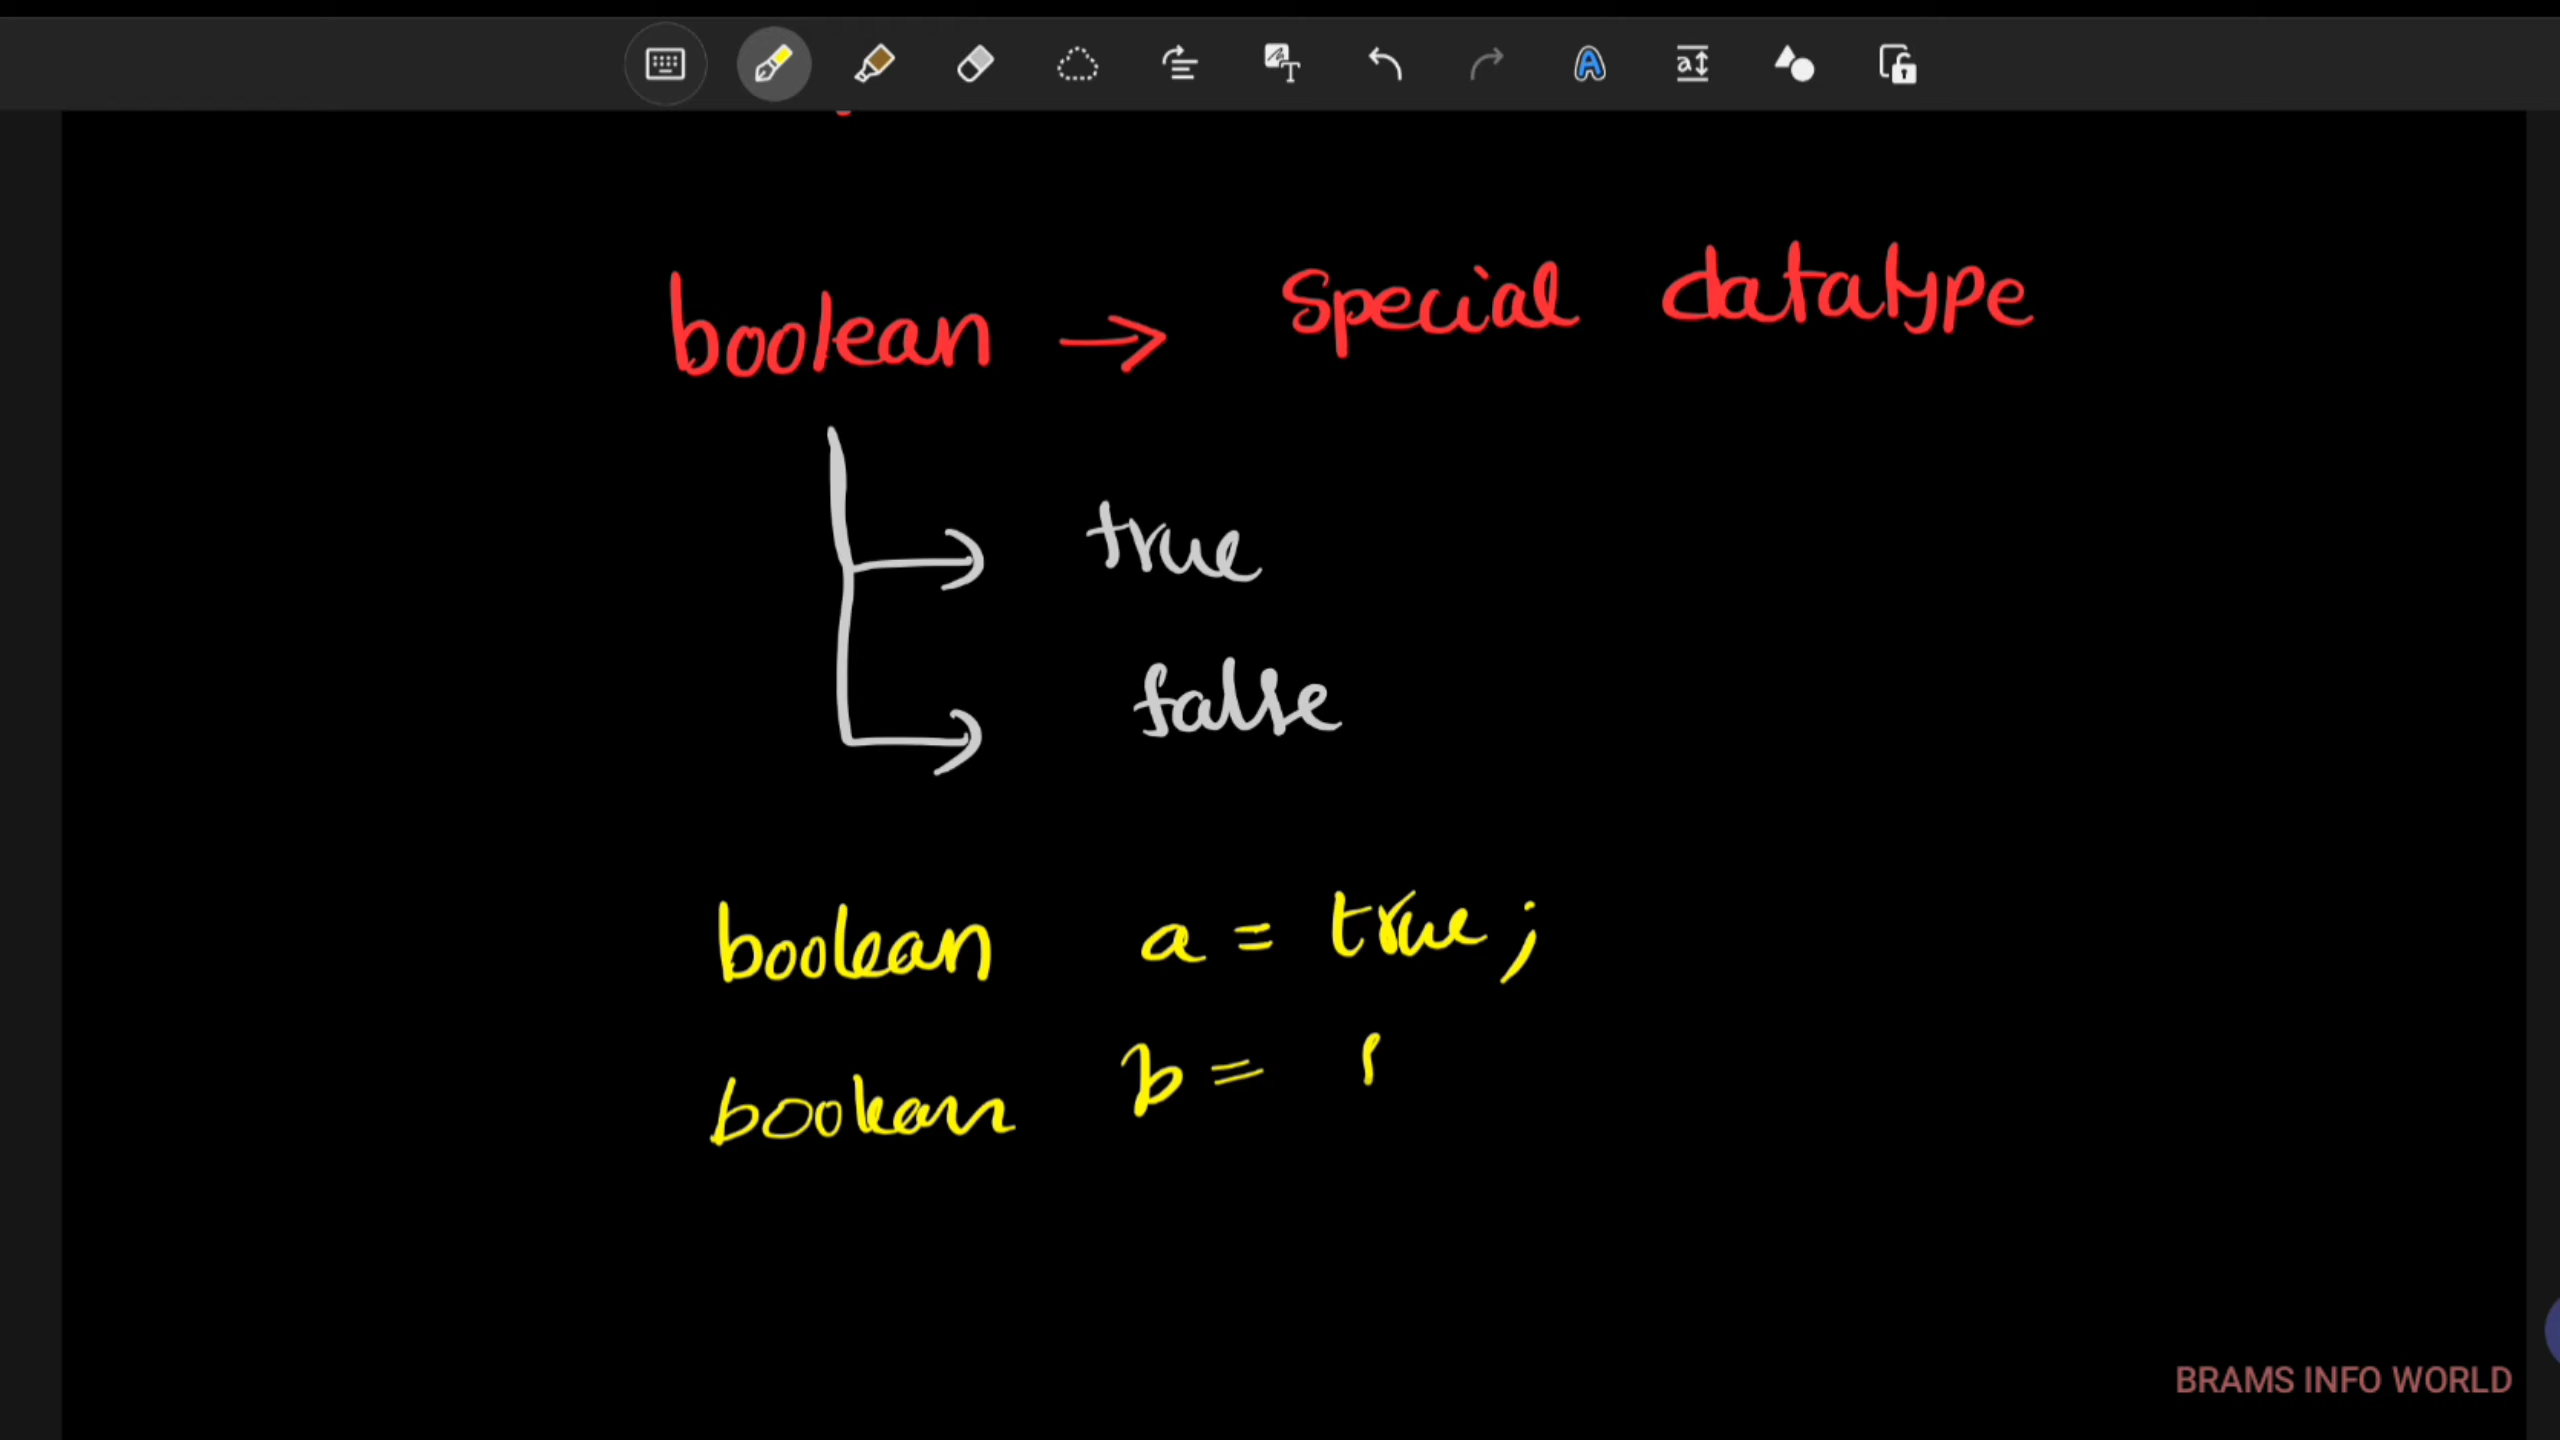 boolean → Special datatype
true
false
boolean a = true;
boolean b =
BRAMS INFO WORLD